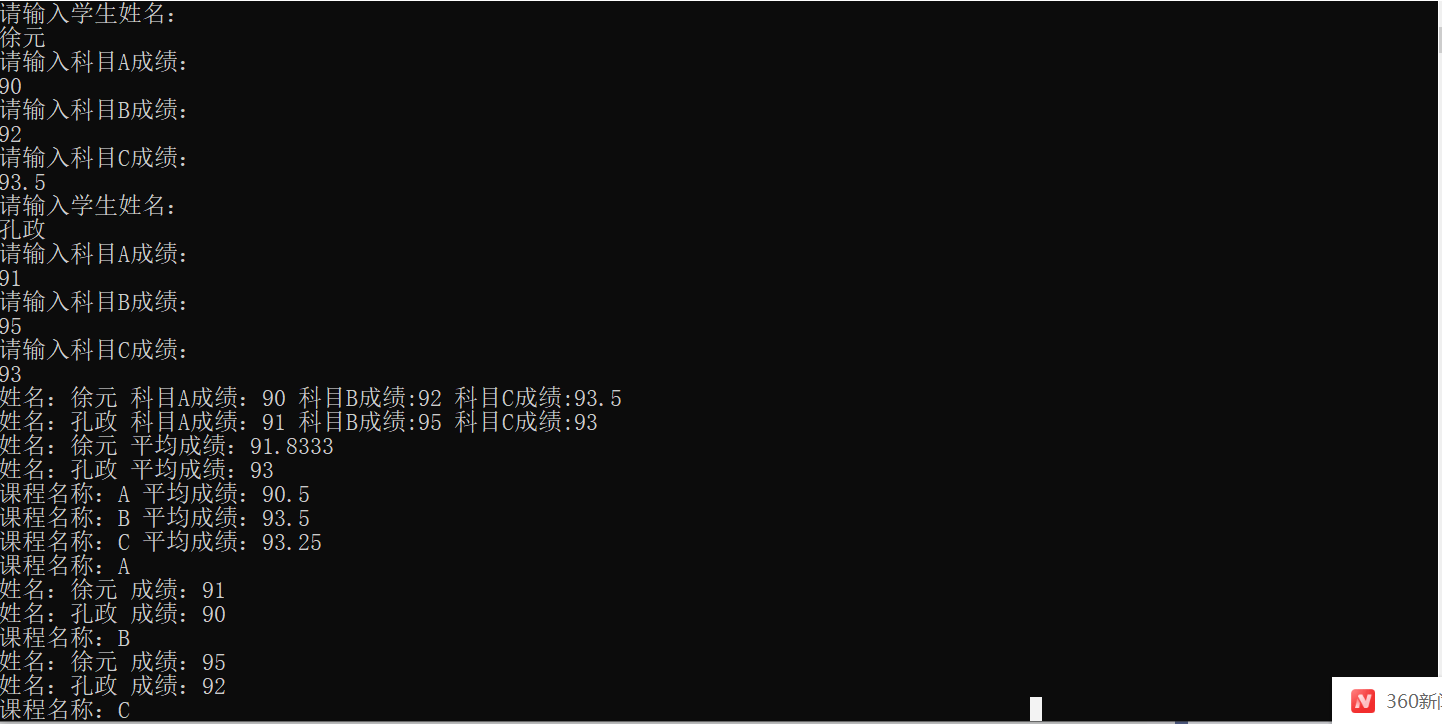 请输入学生姓名：
徐元
请输入科目A成绩：
90
请输入科目B成绩：
92
请输入科目C成绩：
93.5
请输入学生姓名：
孔政
请输入科目A成绩：
91
请输入科目B成绩：
95
请输入科目C成绩：
93
姓名：徐元 科目A成绩：90 科目B成绩:92 科目C成绩:93.5
姓名：孔政 科目A成绩：91 科目B成绩:95 科目C成绩:93
姓名：徐元 平均成绩：91.8333
姓名：孔政 平均成绩：93
课程名称：A 平均成绩：90.5
课程名称：B 平均成绩：93.5
课程名称：C 平均成绩：93.25
课程名称：A
姓名：徐元 成绩：91
姓名：孔政 成绩：90
课程名称：B
姓名：徐元 成绩：95
姓名：孔政 成绩：92
课程名称：C
360新